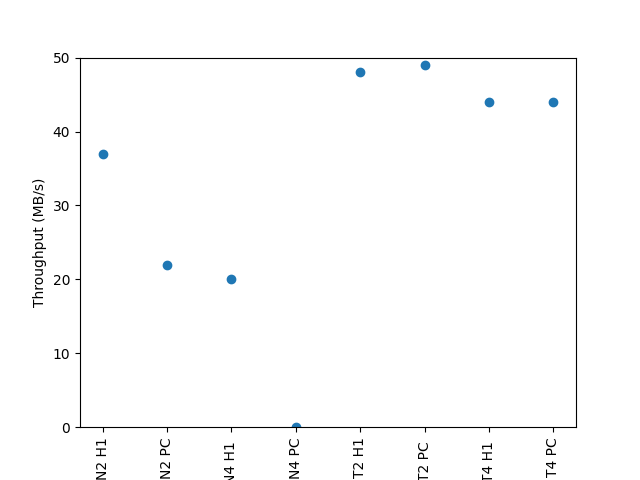 50
40
30
20
10
0
Throughput (MB/s)
N2 H1
N2 PC
N4 H1
N4 PC
T2 H1
T2 PC
T4 H1
T4 PC